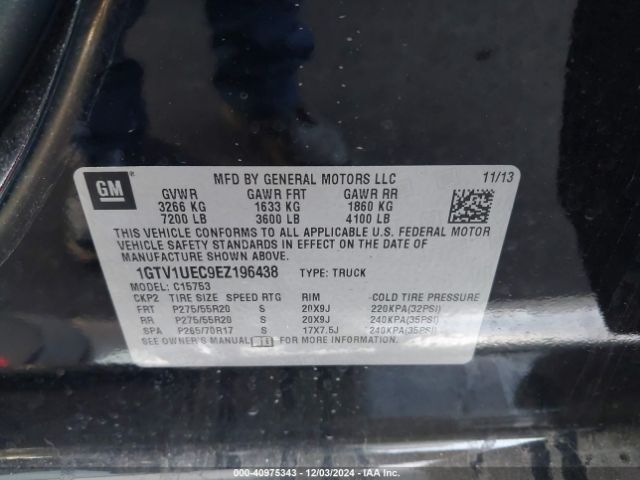 GM
MFD BY GENERAL MOTORS LLC 11/13
GVWR GAWR FRT GAWR RR
3266 KG 1633 KG 1860 KG
7200 LB 3600 LB 4100 LB
THIS VEHICLE CONFORMS TO ALL APPLICABLE U.S. FEDERAL MOTOR
VEHICLE SAFETY STANDARDS IN EFFECT ON THE DATE OF
MANUFACTURE SHOWN ABOVE.
1GTV1UEC9EZ196438 TYPE: TRUCK
MODEL: C15753
CKP2 TIRE SIZE SPEED RTG RIM COLD TIRE PRESSURE
FRT P275/55R20 S 20X9J 220KPA(32PSI)
RR P275/55R20 S 20X9J 240KPA(35PSI)
SPA P265/70R17 S 17X7.5J 240KPA(35PSI)
SEE OWNER'S MANUAL FOR MORE INFORMATION.
000-40975343 - 12/03/2024 - IAA Inc.